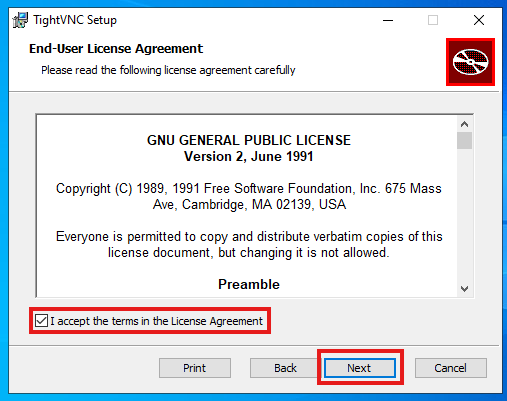 TightVNC Setup
End-User License Agreement
Please read the following license agreement carefully
GNU GENERAL PUBLIC LICENSE
Version 2, June 1991
Copyright (C) 1989, 1991 Free Software Foundation, Inc. 675 Mass
Ave, Cambridge, MA 02139, USA
Everyone is permitted to copy and distribute verbatim copies of this
license document, but changing it is not allowed.
Preamble
I accept the terms in the License Agreement
Print Back Next Cancel